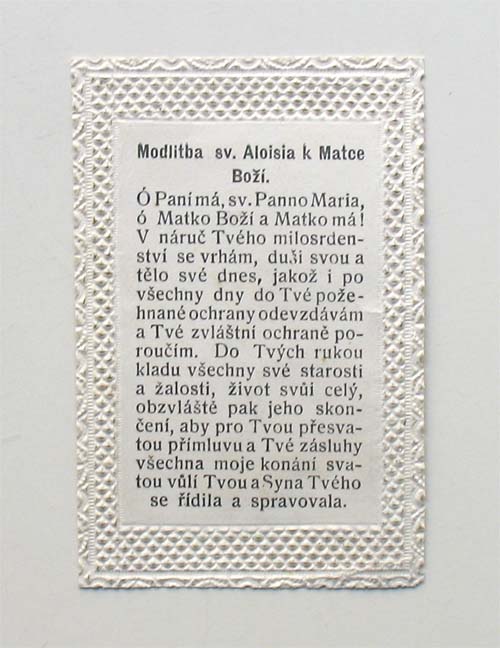 Modlitba sv. Aloisia k Matce
Boží.
Ó Paní má, sv. Panno Maria,
ó Matko Boží a Matko má!
V náruč Tvého milosrden-
ství se vrhám, duši svou a
tělo své dnes, jakož i po
všechny dny do Tvé pože-
hnané ochrany odevzdávám
a Tvé zvláštní ochraně po-
roučím. Do Tvých rukou
kladu všechny své starosti
a žalosti, život svůi celý,
obzvláště pak jeho skon-
čení, aby pro Tvou přesva-
tou přímluvu a Tvé zásluhy
všechna moje konání sva-
tou vůlí Tvou a Syna Tvého
se řídila a spravovala.